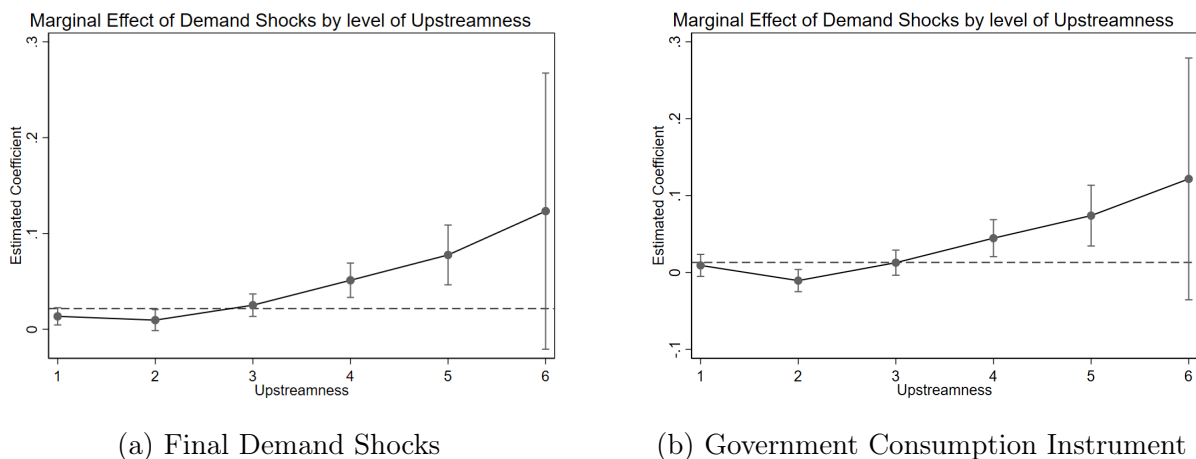 Marginal Effect of Demand Shocks by level of Upstreamness
Estimated Coefficient
.3
.2
.1
0
1 2 3 4 5 6
Upstreamness
(a) Final Demand Shocks
Marginal Effect of Demand Shocks by level of Upstreamness
Estimated Coefficient
.3
.2
.1
0
-.1
1 2 3 4 5 6
Upstreamness
(b) Government Consumption Instrument